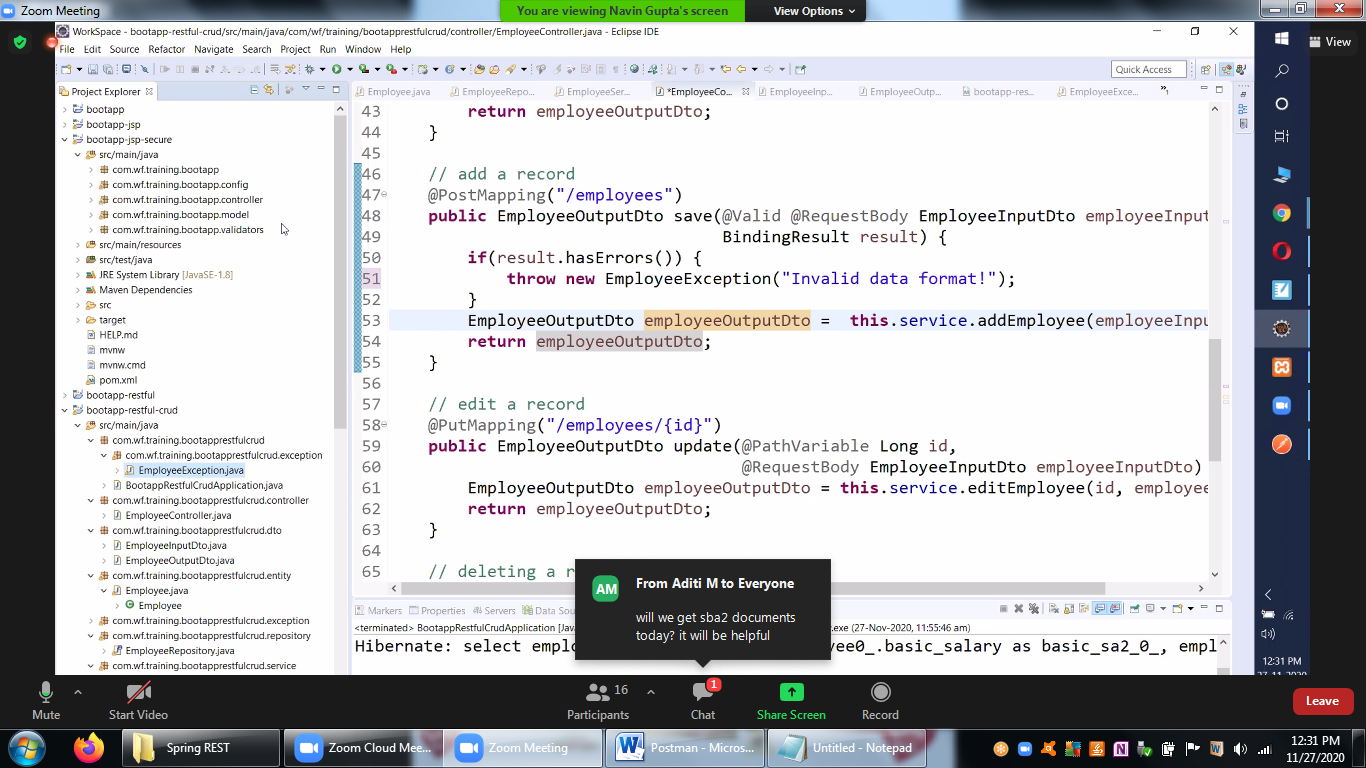 Zoom Meeting
You are viewing Navin Gupta's screen
View Options
WorkSpace - bootapp-restful-crud/src/main/java/com/wf/training/bootapprestfulcrud/controller/EmployeeController.java - Eclipse IDE
File Edit Source Refactor Navigate Search Project Run Window Help
View
Quick Access
Project Explorer
Employee.java
EmployeeRepo...
EmployeeSer...
*EmployeeCo...
EmployeeInp...
EmployeeOutp...
bootapp-res...
EmployeeExce...
bootapp
bootapp-jsp
bootapp-jsp-secure
src/main/java
com.wf.training.bootapp
com.wf.training.bootapp.config
com.wf.training.bootapp.controller
com.wf.training.bootapp.model
com.wf.training.bootapp.validators
src/main/resources
src/test/java
JRE System Library [JavaSE-1.8]
Maven Dependencies
src
target
HELP.md
mvnw
mvnw.cmd
pom.xml
bootapp-restful
bootapp-restful-crud
src/main/java
com.wf.training.bootapprestfulcrud
com.wf.training.bootapprestfulcrud.exception
EmployeeException.java
BootappRestfulCrudApplication.java
com.wf.training.bootapprestfulcrud.controller
EmployeeController.java
com.wf.training.bootapprestfulcrud.dto
EmployeeInputDto.java
EmployeeOutputDto.java
com.wf.training.bootapprestfulcrud.entity
Employee.java
Employee
com.wf.training.bootapprestfulcrud.exception
com.wf.training.bootapprestfulcrud.repository
EmployeeRepository.java
com.wf.training.bootapprestfulcrud.service
43 return employeeOutputDto;
44 }
45
46 // add a record
47 @PostMapping("/employees")
48 public EmployeeOutputDto save(@Valid @RequestBody EmployeeInputDto employeeInput
49 BindingResult result) {
50 if(result.hasErrors()) {
51 throw new EmployeeException("Invalid data format!");
52 }
53 EmployeeOutputDto employeeOutputDto = this.service.addEmployee(employeeInpu
54 return employeeOutputDto;
55 }
56
57 // edit a record
58 @PutMapping("/employees/{id}")
59 public EmployeeOutputDto update(@PathVariable Long id,
60 @RequestBody EmployeeInputDto employeeInputDto)
61 EmployeeOutputDto employeeOutputDto = this.service.editEmployee(id, employee
62 return employeeOutputDto;
63 }
64
65 // deleting a r
Markers Properties Servers Data Sou
<terminated> BootappRestfulCrudApplication [Java
.exe (27-Nov-2020, 11:55:46 am)
Hibernate: select emplo
yee0_.basic_salary as basic_sa2_0_, empl
AM
From Aditi M to Everyone
will we get sba2 documents
today? it will be helpful
12:31 PM
27-11-2020
Mute
Start Video
16
Participants
1
Chat
Share Screen
Record
Leave
Spring REST
Zoom Cloud Mee...
Zoom Meeting
Postman - Micros...
Untitled - Notepad
12:31 PM
11/27/2020